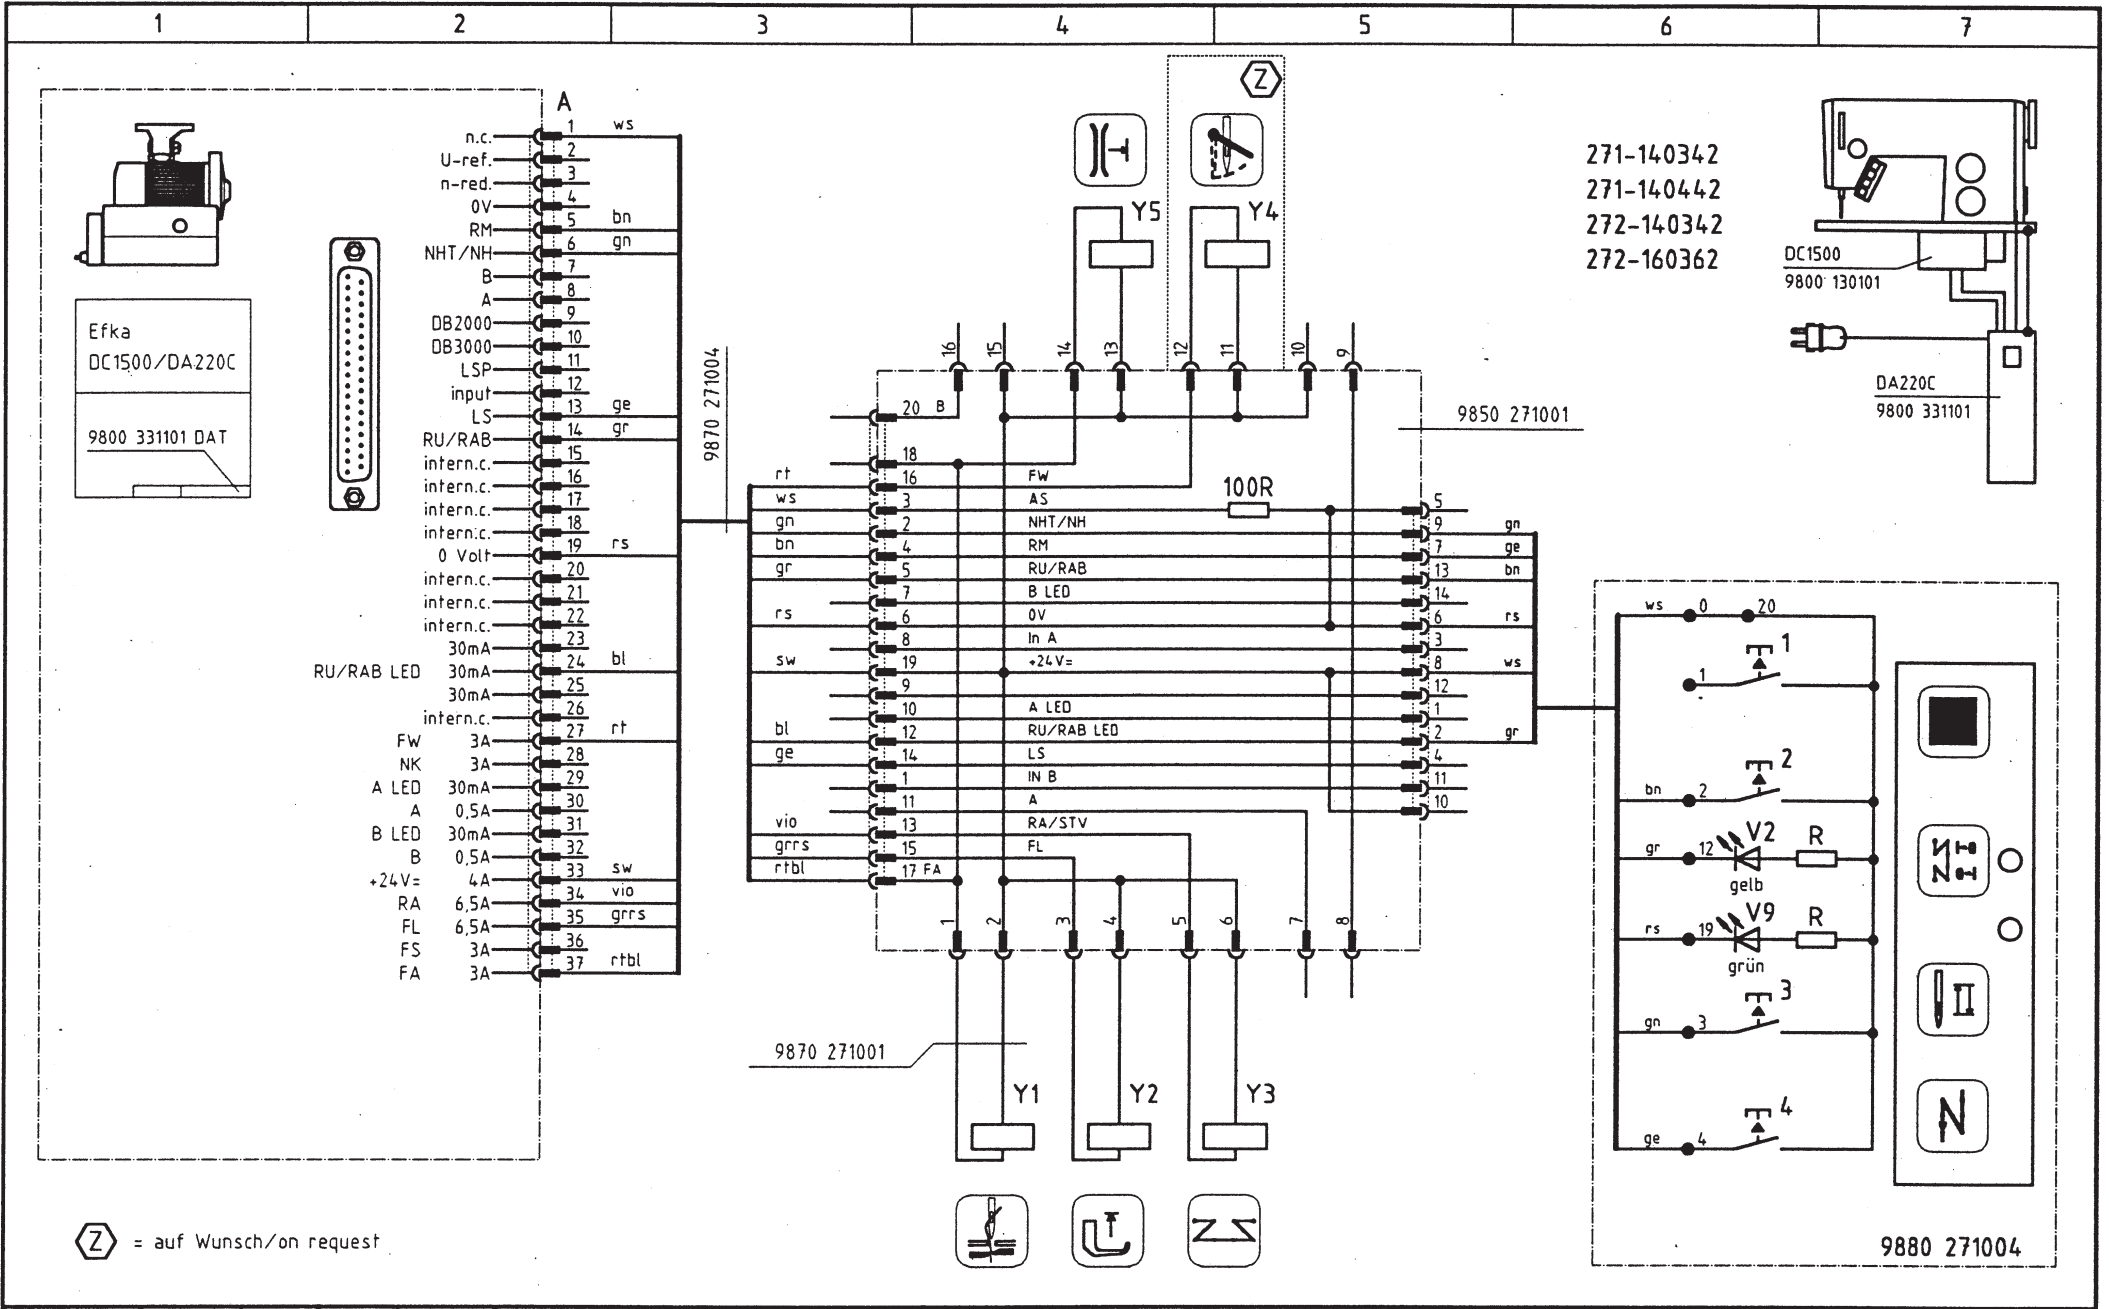 1 2 3 4 5 6 7
A
n.c. 1 ws
U-ref. 2
n-red. 3
0V 4
RM 5 bn
NHT/NH 6 gn
B 7
A 8
DB2000 9
DB3000 10
LSP 11
input 12
LS 13 ge
RU/RAB 14 gr
intern.c. 15
intern.c. 16
intern.c. 17
intern.c. 18
0 Volt 19 rs
intern.c. 20
intern.c. 21
intern.c. 22
30mA 23
RU/RAB LED 30mA 24 bl
30mA 25
intern.c. 26
FW 3A 27 rt
NK 3A 28
A LED 30mA 29
A 0,5A 30
B LED 30mA 31
B 0,5A 32
+24V= 4A 33 sw
RA 6,5A 34 vio
FL 6,5A 35 grrs
FS 3A 36
FA 3A 37 rtbl
Efka
DC1500/DA220C
9800 331101 DAT
9870 271004
Z
Y5 Y4
16 15 14 13 12 11 10 9
9850 271001
20 B
18
rt 16 FW
100R
ws 3 AS 5
gn 2 NHT/NH 9 gn
bn 4 RM 7 ge
gr 5 RU/RAB 13 bn
7 B LED 14
rs 6 0V 6 rs
8 In A 3
sw 19 +24V= 8 ws
9 12
10 A LED 1
bl 12 RU/RAB LED 2 gr
ge 14 LS 4
1 IN B 11
11 A 10
vio 13 RA/STV
grrs 15 FL
rtbl 17 FA
1 2 3 4 5 6 7 8
9870 271001
Y1 Y2 Y3
271-140342
271-140442
272-140342
272-160362
DC1500
9800 130101
DA220C
9800 331101
ws 0 20
1 1
bn 2 2
gr 12 V2 R
gelb
rs 19 V9 R
grün
gn 3 3
ge 4 4
9880 271004
Z = auf Wunsch/on request